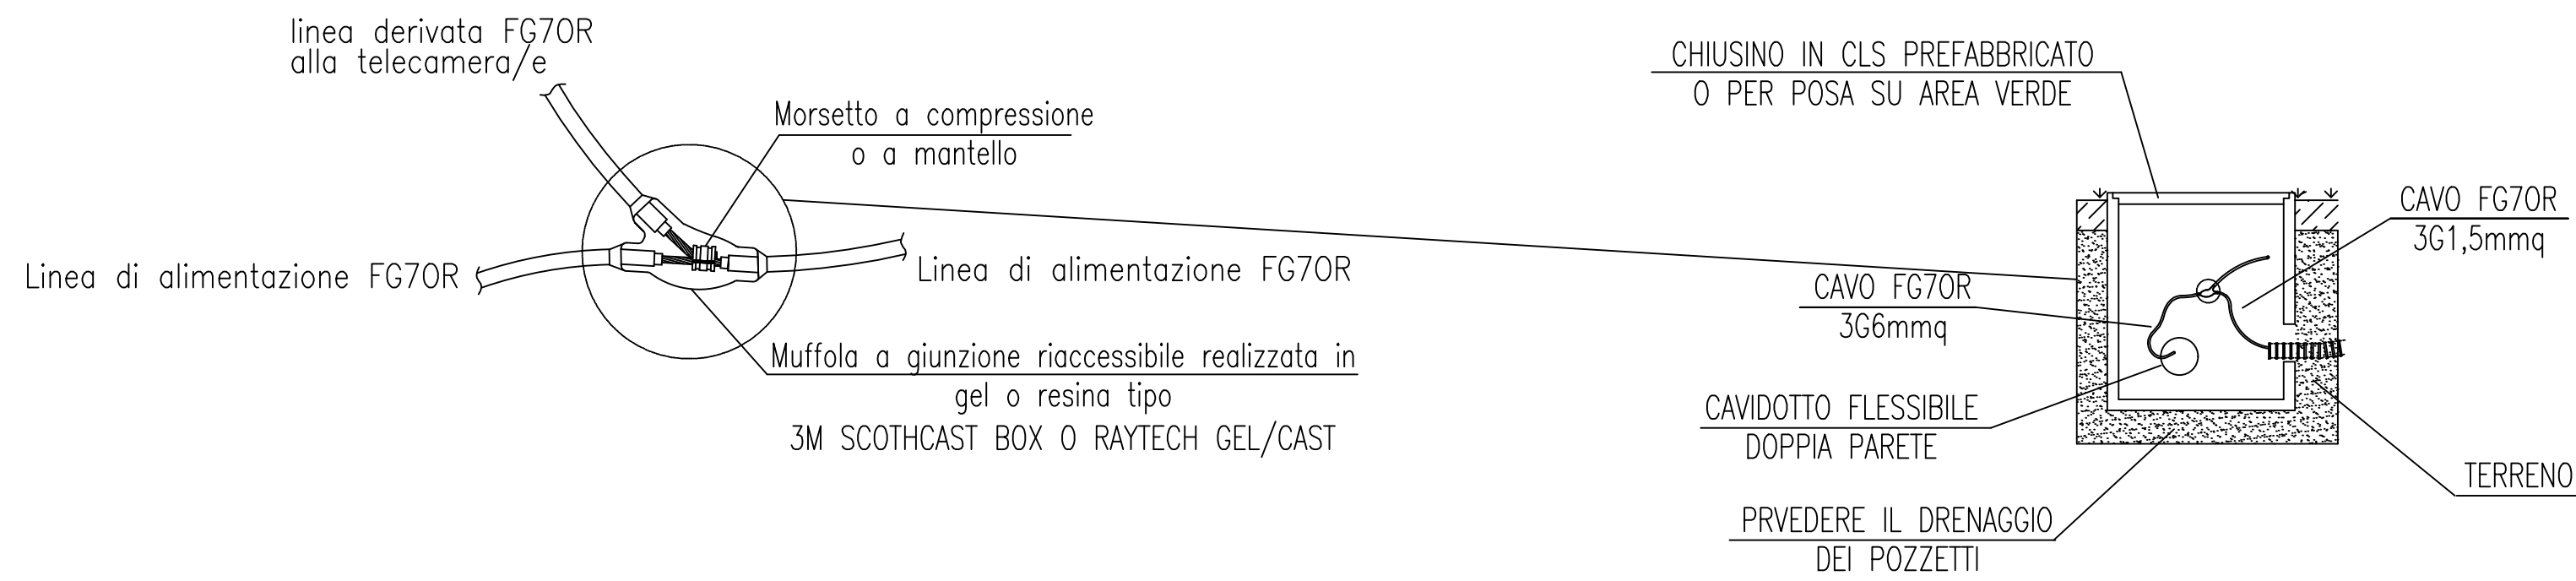 linea derivata FG7OR
alla telecamera/e
Morsetto a compressione
o a mantello
Linea di alimentazione FG7OR
Linea di alimentazione FG7OR
Muffola a giunzione riaccessibile realizzata in
gel o resina tipo
3M SCOTHCAST BOX O RAYTECH GEL/CAST
CHIUSINO IN CLS PREFABBRICATO
O PER POSA SU AREA VERDE
CAVO FG7OR
3G1,5mmq
CAVO FG7OR
3G6mmq
CAVIDOTTO FLESSIBILE
DOPPIA PARETE
TERRENO
PRVEDERE IL DRENAGGIO
DEI POZZETTI